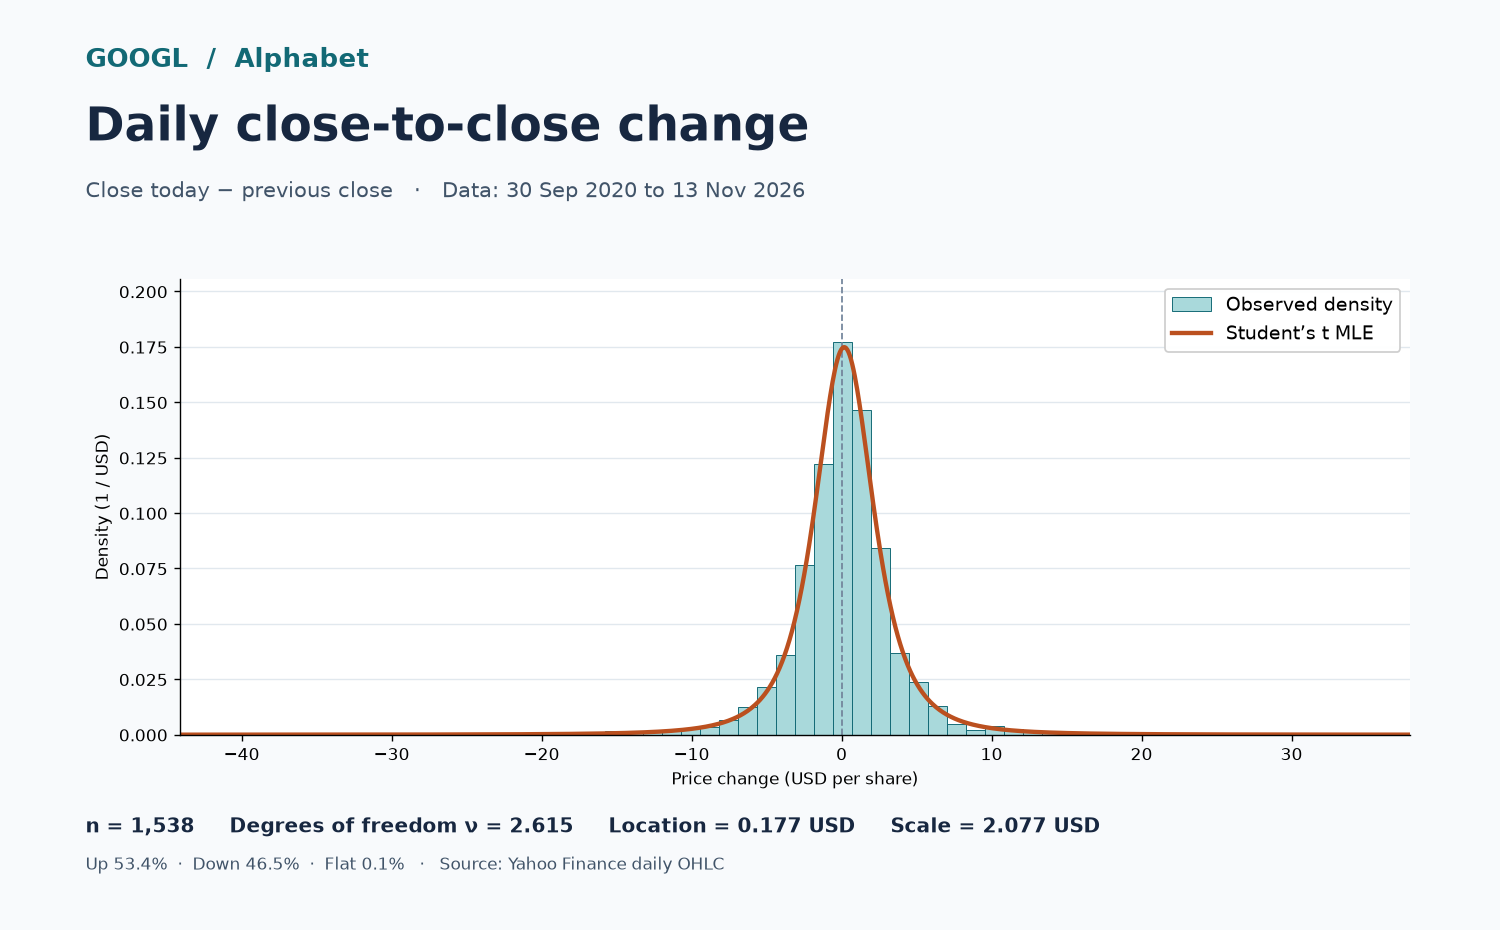 GOOGL / Alphabet
Daily close-to-close change
Close today − previous close · Data: 30 Sep 2020 to 13 Nov 2026
Observed density
Student’s t MLE
Density (1 / USD)
0.200
0.175
0.150
0.125
0.100
0.075
0.050
0.025
0.000
−40 −30 −20 −10 0 10 20 30
Price change (USD per share)
n = 1,538 Degrees of freedom ν = 2.615 Location = 0.177 USD Scale = 2.077 USD
Up 53.4% · Down 46.5% · Flat 0.1% · Source: Yahoo Finance daily OHLC